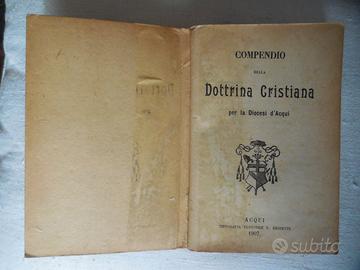 COMPENDIO
DELLA
Dottrina Cristiana
per la Diocesi d'Acqui
ACQUI
1907
subito